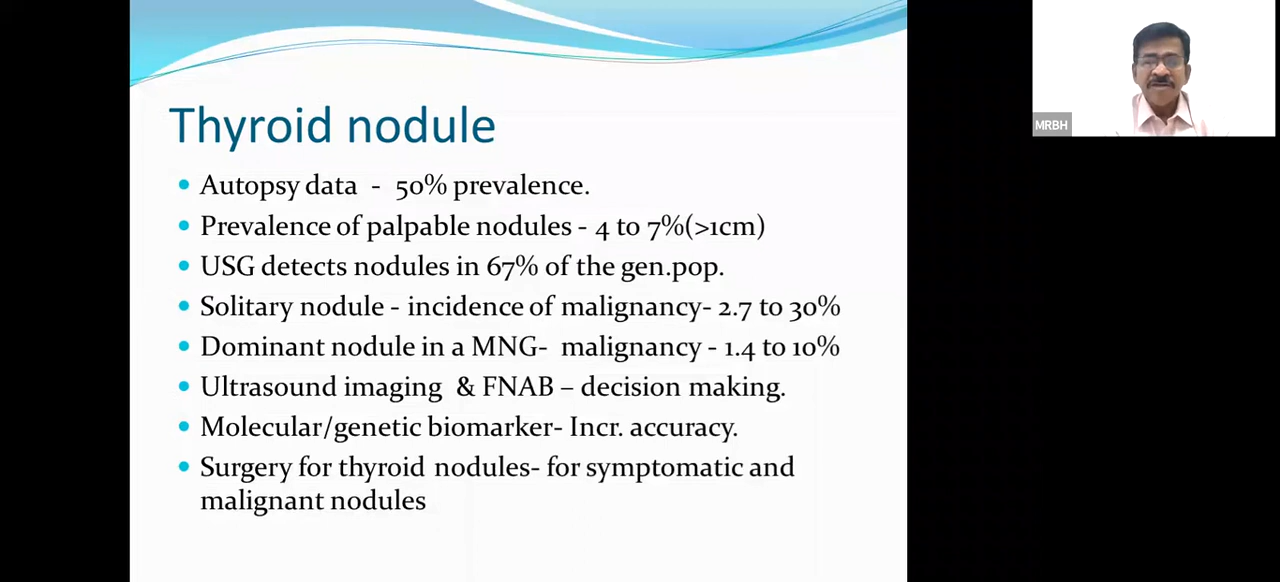 Thyroid nodule
• Autopsy data - 50% prevalence.
• Prevalence of palpable nodules - 4 to 7%(>1cm)
• USG detects nodules in 67% of the gen.pop.
• Solitary nodule - incidence of malignancy- 2.7 to 30%
• Dominant nodule in a MNG- malignancy - 1.4 to 10%
• Ultrasound imaging & FNAB – decision making.
• Molecular/genetic biomarker- Incr. accuracy.
• Surgery for thyroid nodules- for symptomatic and
malignant nodules
MRBH